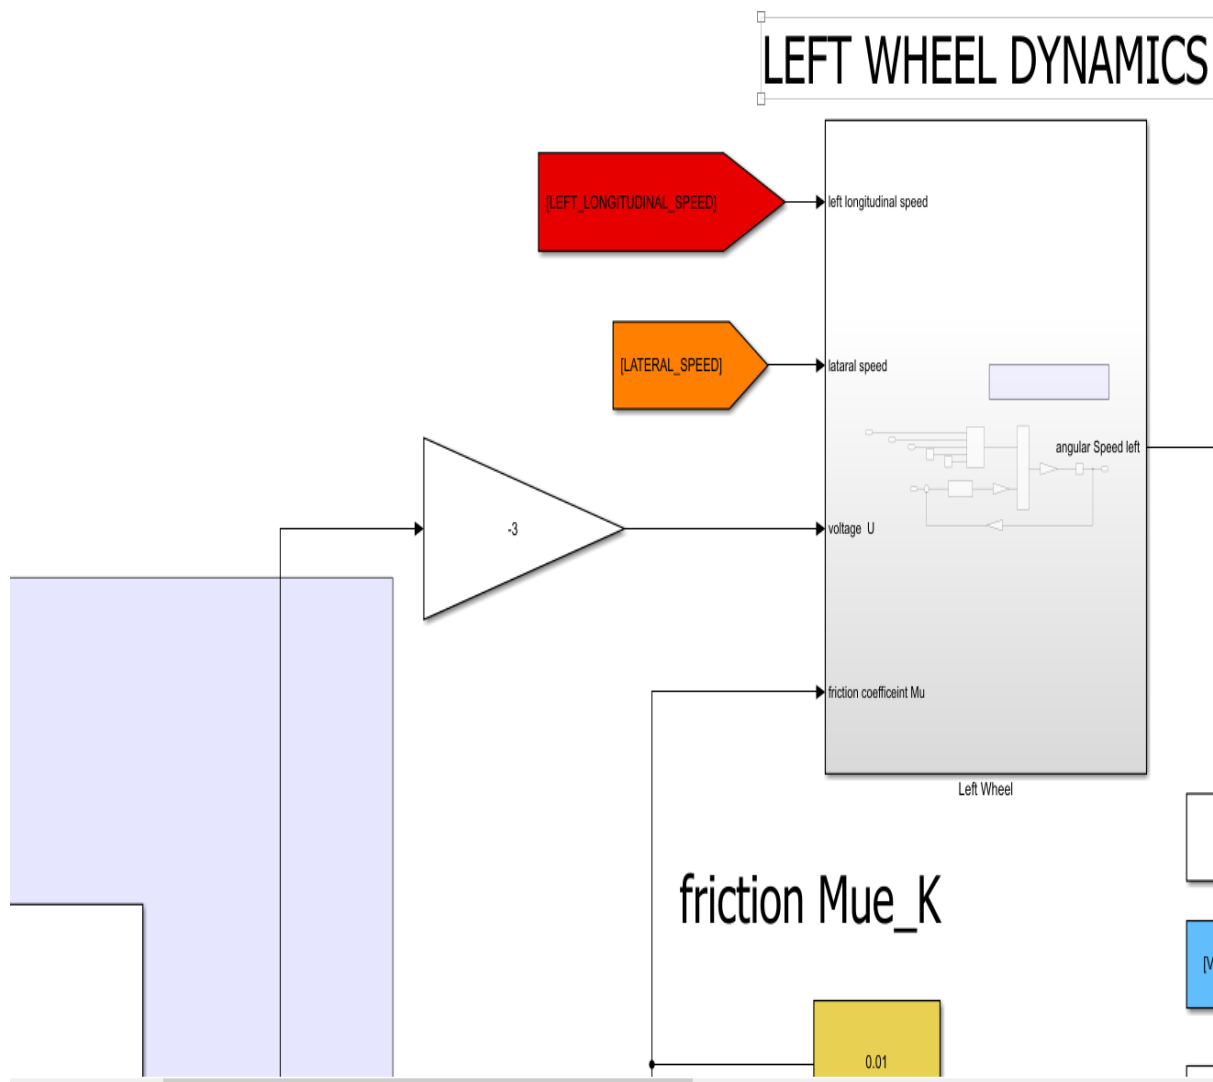 LEFT WHEEL DYNAMICS
[LEFT_LONGITUDINAL_SPEED]
left longitudinal speed
[LATERAL_SPEED]
lataral speed
angular Speed left
-3
voltage U
friction coefficeint Mu
Left Wheel
friction Mue_K
[V
0.01